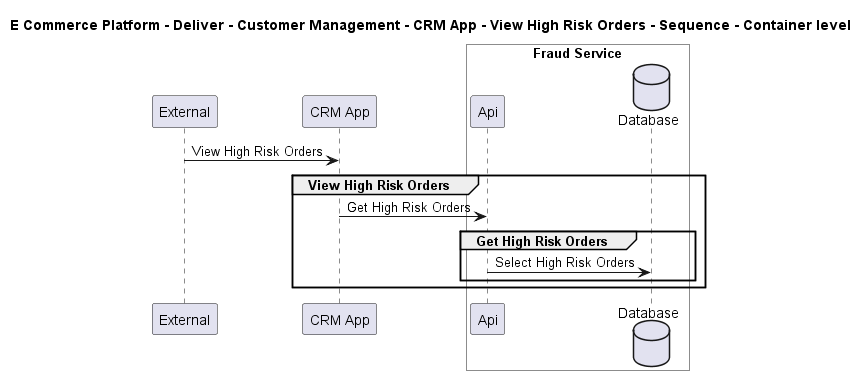 E Commerce Platform - Deliver - Customer Management - CRM App - View High Risk Orders - Sequence - Container level
Fraud Service
External
CRM App
Api
Database
View High Risk Orders
View High Risk Orders
Get High Risk Orders
Get High Risk Orders
Select High Risk Orders
External
CRM App
Api
Database